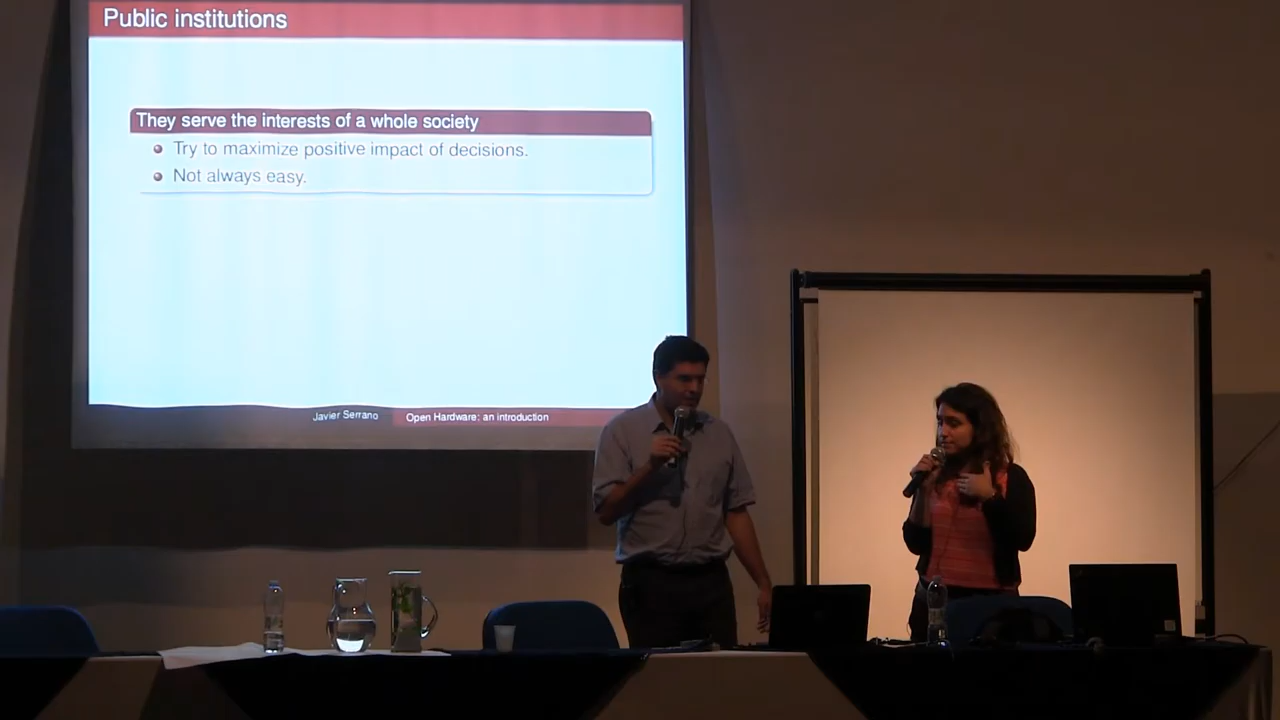 Public institutions
They serve the interests of a whole society
Try to maximize positive impact of decisions.
Not always easy.
Javier Serrano
Open Hardware: an introduction